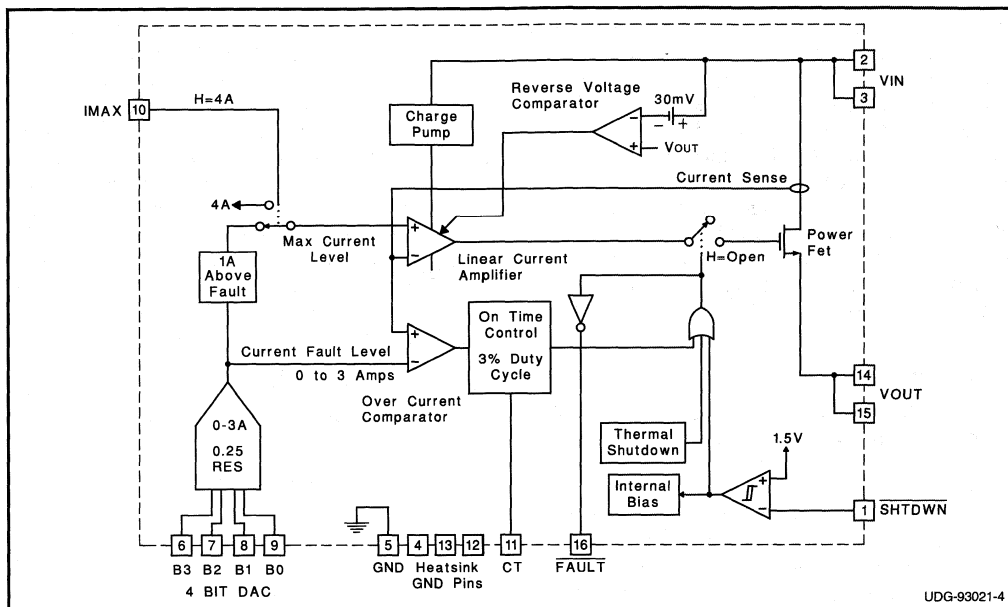 2
VIN
3
Reverse Voltage
Comparator
30mV
−
− +
+
VOUT
IMAX
10
H=4A
Charge
Pump
Current Sense
4A
Max Current
Level
+
−
Linear Current
Amplifier
H=Open
Power
Fet
1A
Above
Fault
On Time
Control
3% Duty
Cycle
Current Fault Level
0 to 3 Amps
+
−
Over Current
Comparator
14
VOUT
15
0-3A
0.25
RES
Thermal
Shutdown
1.5V
Internal
Bias
+
−
1
SHTDWN
6
7
8
9
5
4
13
12
11
16
B3
B2
B1
B0
GND
Heatsink
GND Pins
CT
FAULT
4 BIT DAC
UDG-93021-4